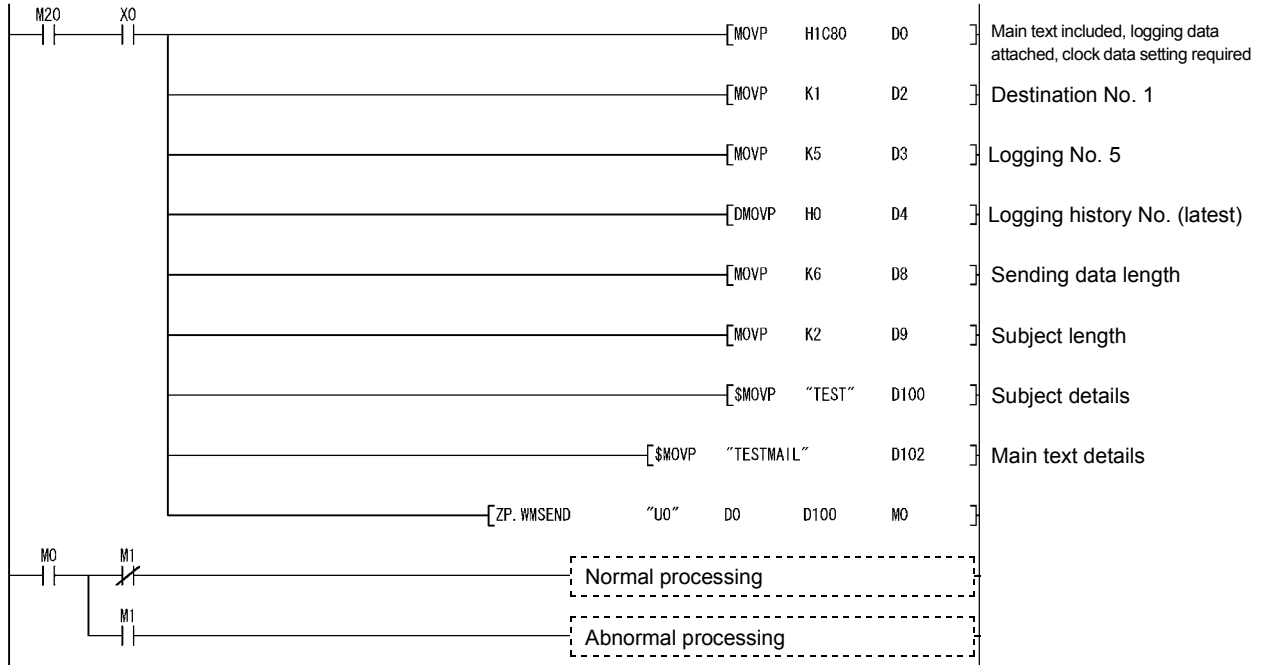 M20 X0
[MOVP H1C80 D0 ] Main text included, logging data
attached, clock data setting required
[MOVP K1 D2 ] Destination No. 1
[MOVP K5 D3 ] Logging No. 5
[DMOVP H0 D4 ] Logging history No. (latest)
[MOVP K6 D8 ] Sending data length
[MOVP K2 D9 ] Subject length
[$MOVP "TEST" D100 ] Subject details
[$MOVP "TESTMAIL" D102 ] Main text details
[ZP.WMSEND "U0" D0 D100 M0 ]
M0 M1
Normal processing
M1
Abnormal processing